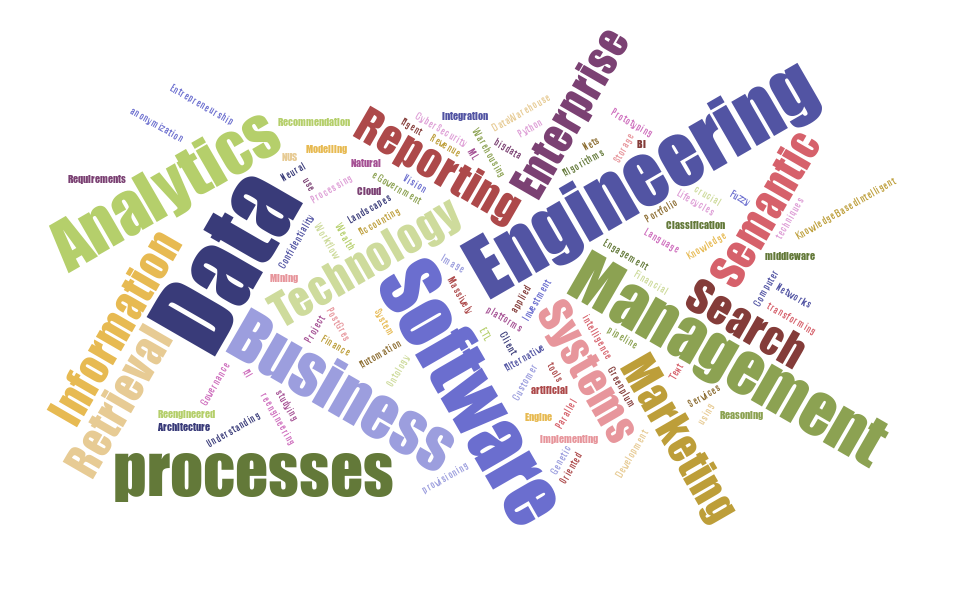 Enterprise
Engineering
Entrepreneurship
anonymization
Analytics
Recommendation
Reporting
Integration
DataWarehouse
CyberSecurity
Agent
Revenue
ML
Warehousing
bigdata
Python
Prototyping
Nets
Algorithms
Storage
BI
Semantic
Requirements
NUS
Modelling
Neural
use
Natural
Processing
eGovernment
Vision
Cloud
Landscapes
Accounting
Wealth
Workflow
Confidentiality
Data
Technology
crucial
Lifecycles
Fuzzy
Portfolio
Classification
Language
Knowledge
techniques
KnowledgeBasedIntelligent
middleware
Information
Retrieval
Mining
Software
Image
Massively
applied
Investment
platforms
Engagement
Financial
Management
Search
Computer
Networks
transforming
Business
Project
PostGres
Finance
System
Automation
Ontology
ETL
Client
Alternative
Customer
Systems
Intelligence
pipeline
Greenplum
tools
artificial
Parallel
Engine
Implementing
Genetic
Oriented
Development
Marketing
Text
Services
using
Reasoning
Governance
ML
studying
reengineering
Reengineered
Architecture
Understanding
processes
provisioning